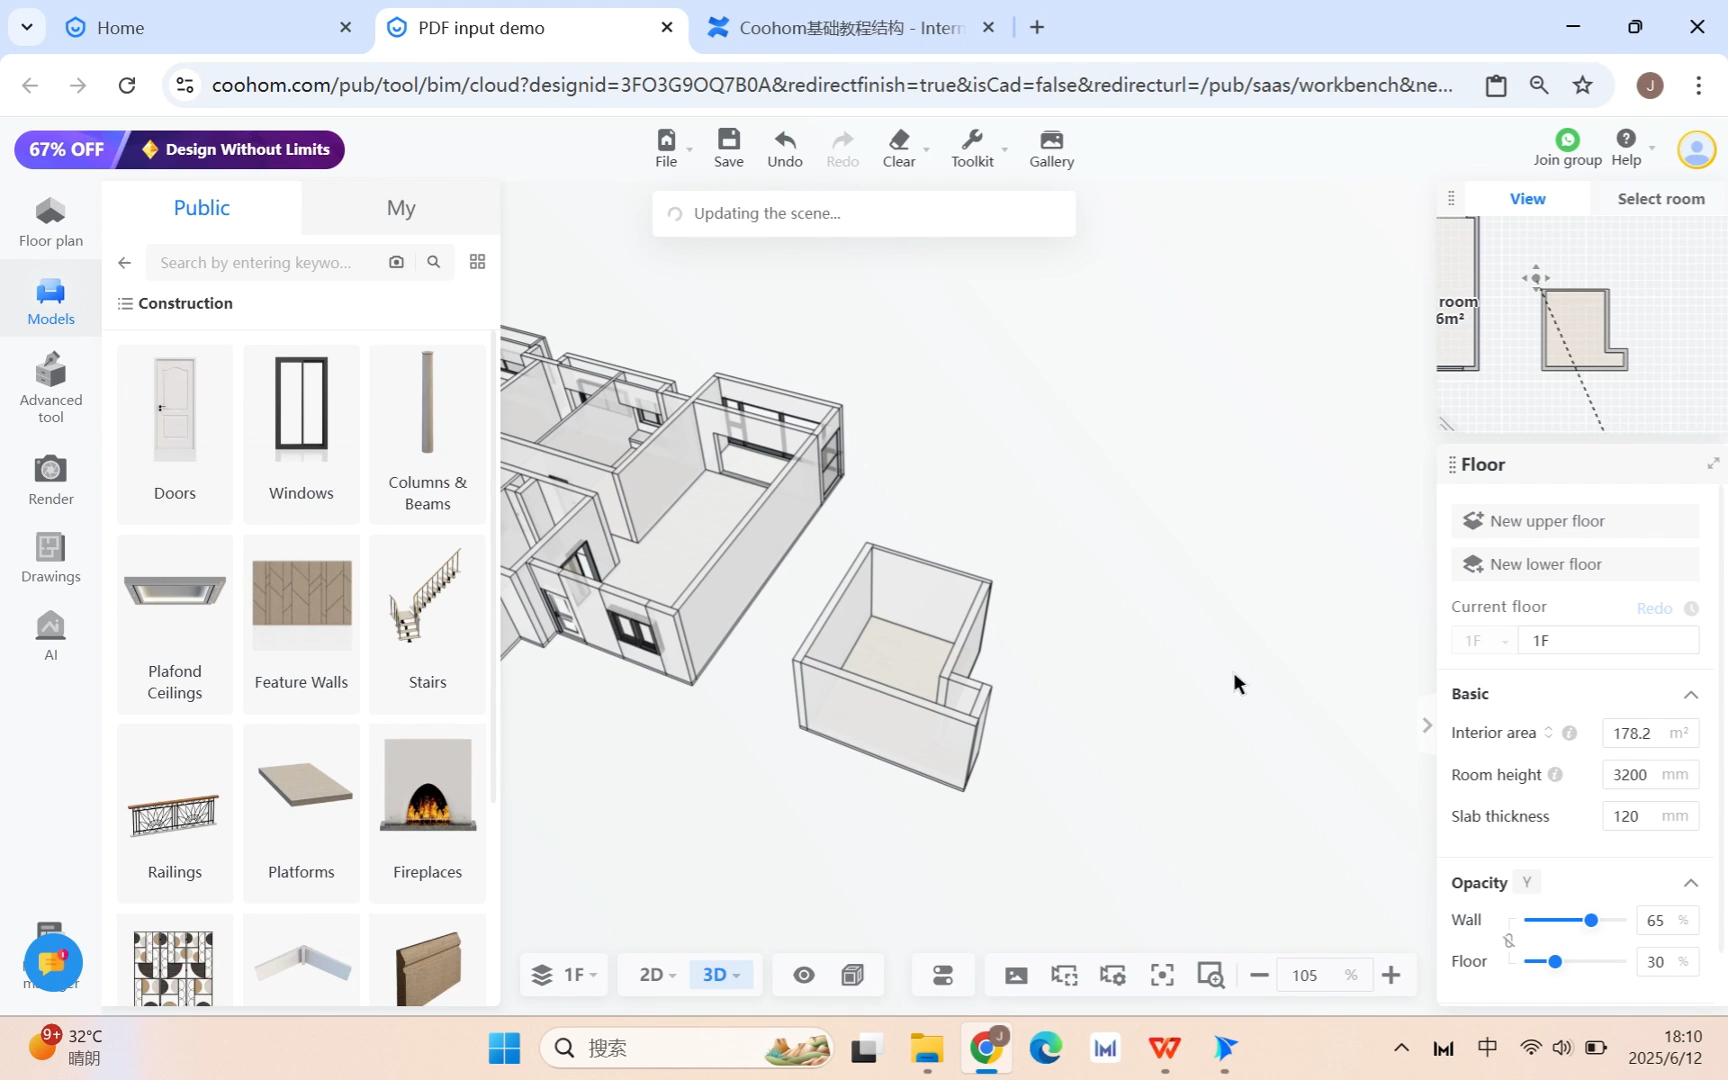 Home
PDF input demo
Coohom基础教程结构 - Intern
coohom.com/pub/tool/bim/cloud?designid=3FO3G9OQ7B0A&redirectfinish=true&isCad=false&redirecturl=/pub/saas/workbench&ne...
J
67% OFF
Design Without Limits
File
Save
Undo
Redo
Clear
Toolkit
Gallery
Join group
Help
Floor plan
Models
Advanced
tool
Render
Drawings
AI
Public
My
Search by entering keywo...
Construction
Doors
Windows
Columns &
Beams
Plafond
Ceilings
Feature Walls
Stairs
Railings
Platforms
Fireplaces
Updating the scene...
View
Select room
room
6m²
Floor
New upper floor
New lower floor
Current floor
Redo
1F
1F
Basic
Interior area
178.2 m²
Room height
3200 mm
Slab thickness
120 mm
Opacity
Y
Wall
65 %
Floor
30 %
1F
2D
3D
105 %
9+
32°C
晴朗
搜索
J
中
18:10
2025/6/12